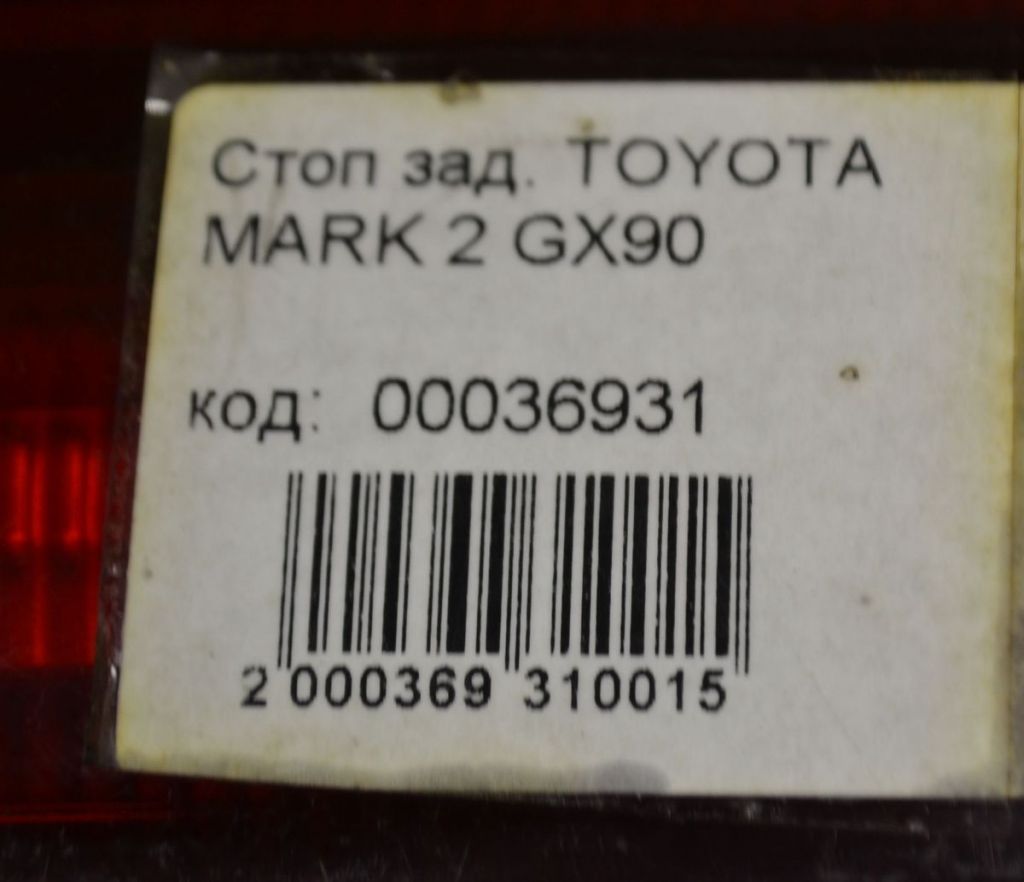 Стоп зад. TOYOTA
MARK 2 GX90
код: 00036931
2 000369 310015